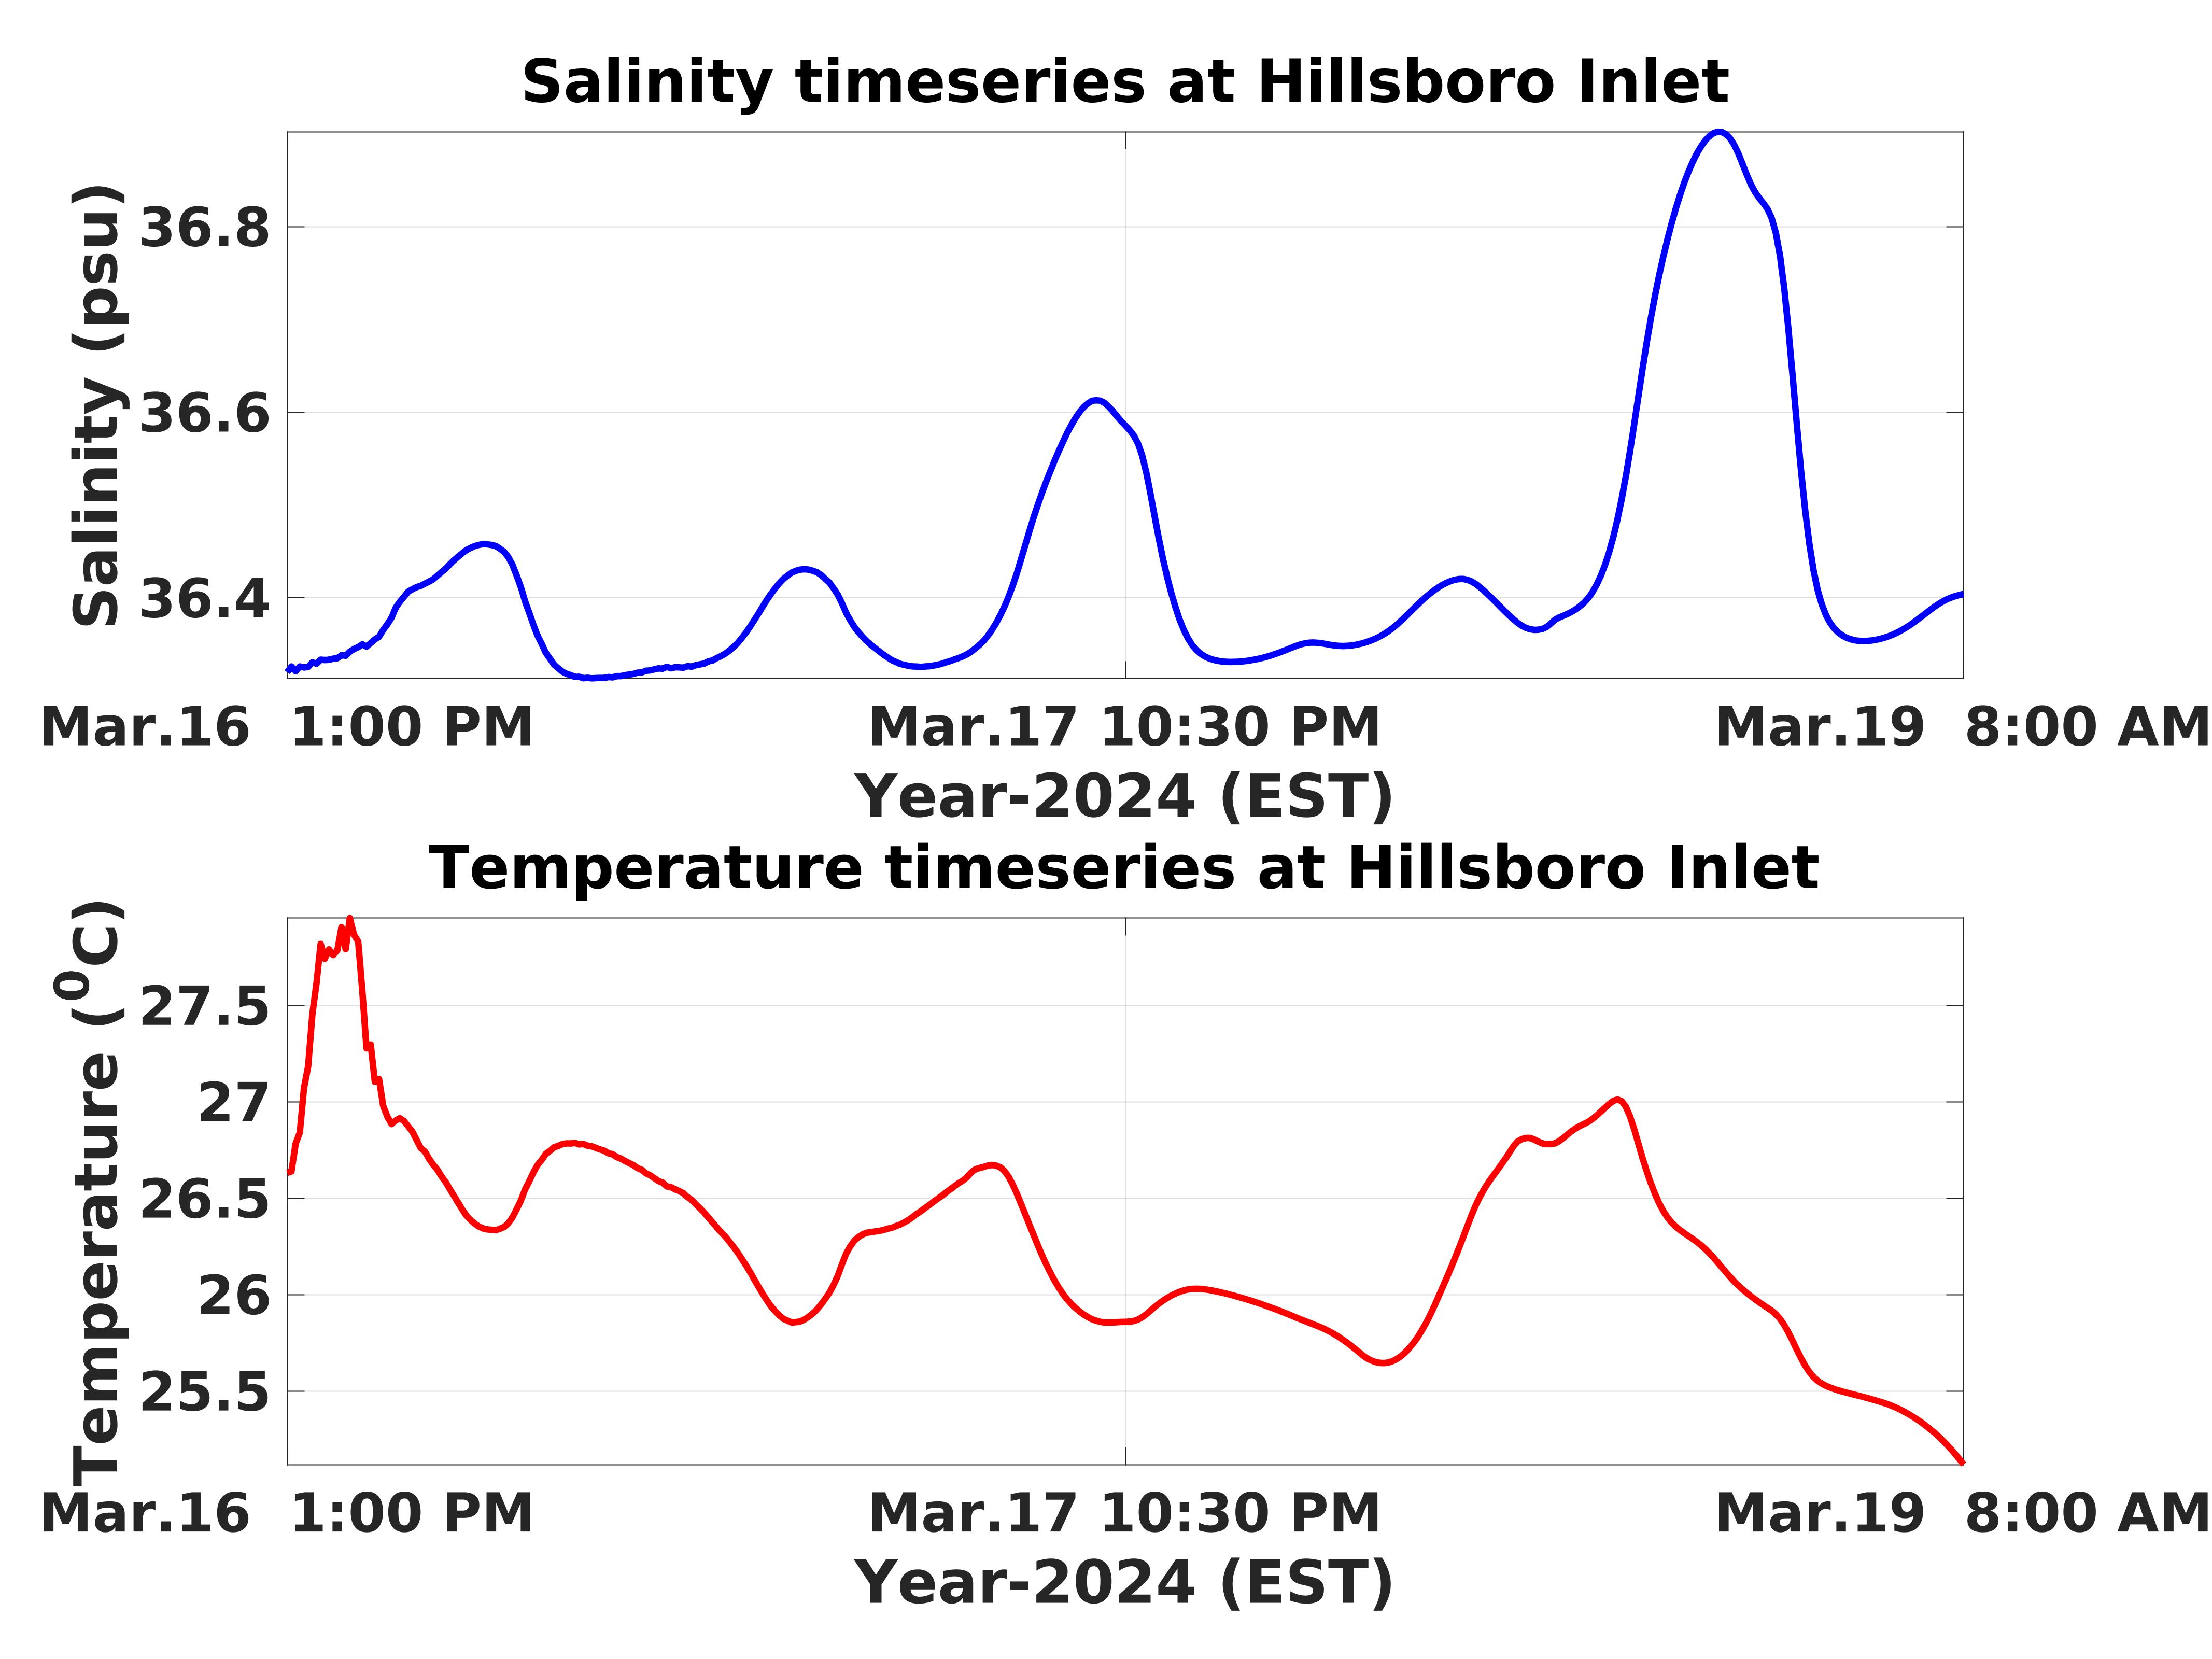 Salinity timeseries at Hillsboro Inlet
Salinity (psu)
36.8
36.6
36.4
Mar.16 1:00 PM Mar.17 10:30 PM Mar.19 8:00 AM
Year-2024 (EST)
Temperature timeseries at Hillsboro Inlet
Temperature (⁰C)
27.5
27
26.5
26
25.5
Mar.16 1:00 PM Mar.17 10:30 PM Mar.19 8:00 AM
Year-2024 (EST)